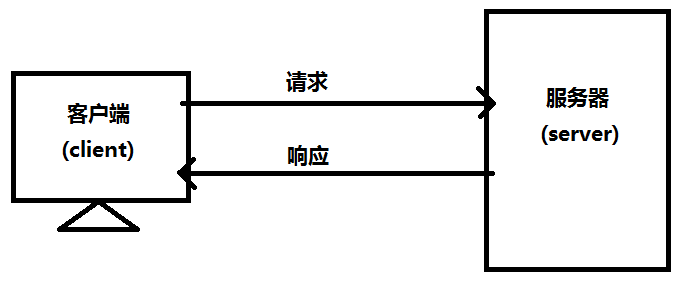 客户端
(client)
请求
响应
服务器
(server)